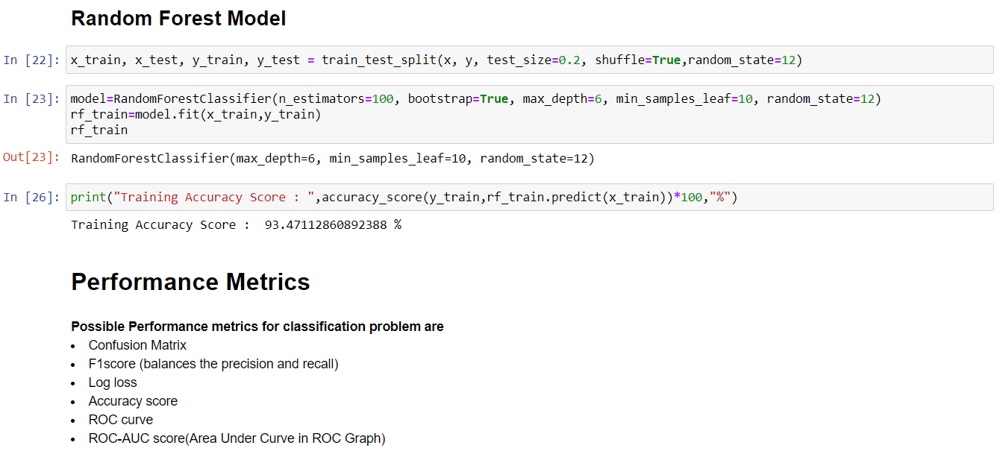 Random Forest Model
In [22]: x_train, x_test, y_train, y_test = train_test_split(x, y, test_size=0.2, shuffle=True,random_state=12)
In [23]: model=RandomForestClassifier(n_estimators=100, bootstrap=True, max_depth=6, min_samples_leaf=10, random_state=12)
rf_train=model.fit(x_train,y_train)
rf_train
Out[23]: RandomForestClassifier(max_depth=6, min_samples_leaf=10, random_state=12)
In [26]: print("Training Accuracy Score : ",accuracy_score(y_train,rf_train.predict(x_train))*100,"%")
Training Accuracy Score :  93.47112860892388 %
Performance Metrics
Possible Performance metrics for classification problem are
• Confusion Matrix
• F1score (balances the precision and recall)
• Log loss
• Accuracy score
• ROC curve
• ROC-AUC score(Area Under Curve in ROC Graph)